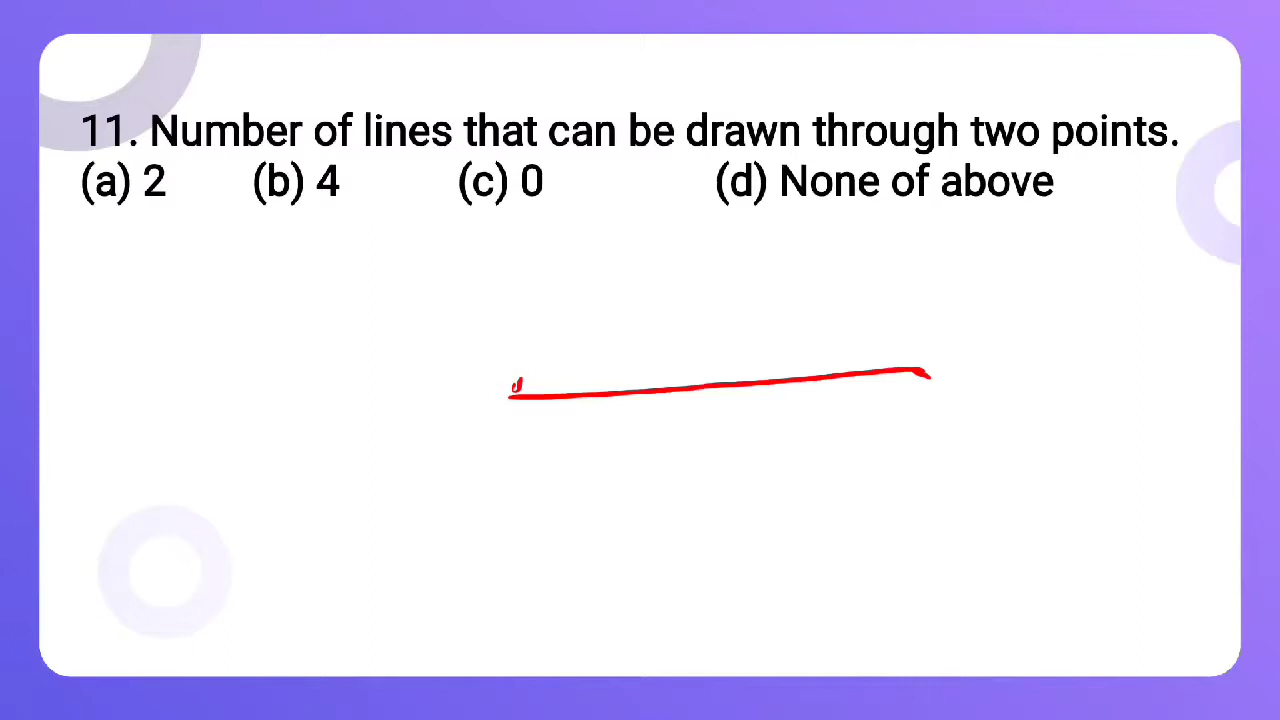 11. Number of lines that can be drawn through two points.
(a) 2 (b) 4 (c) 0 (d) None of above